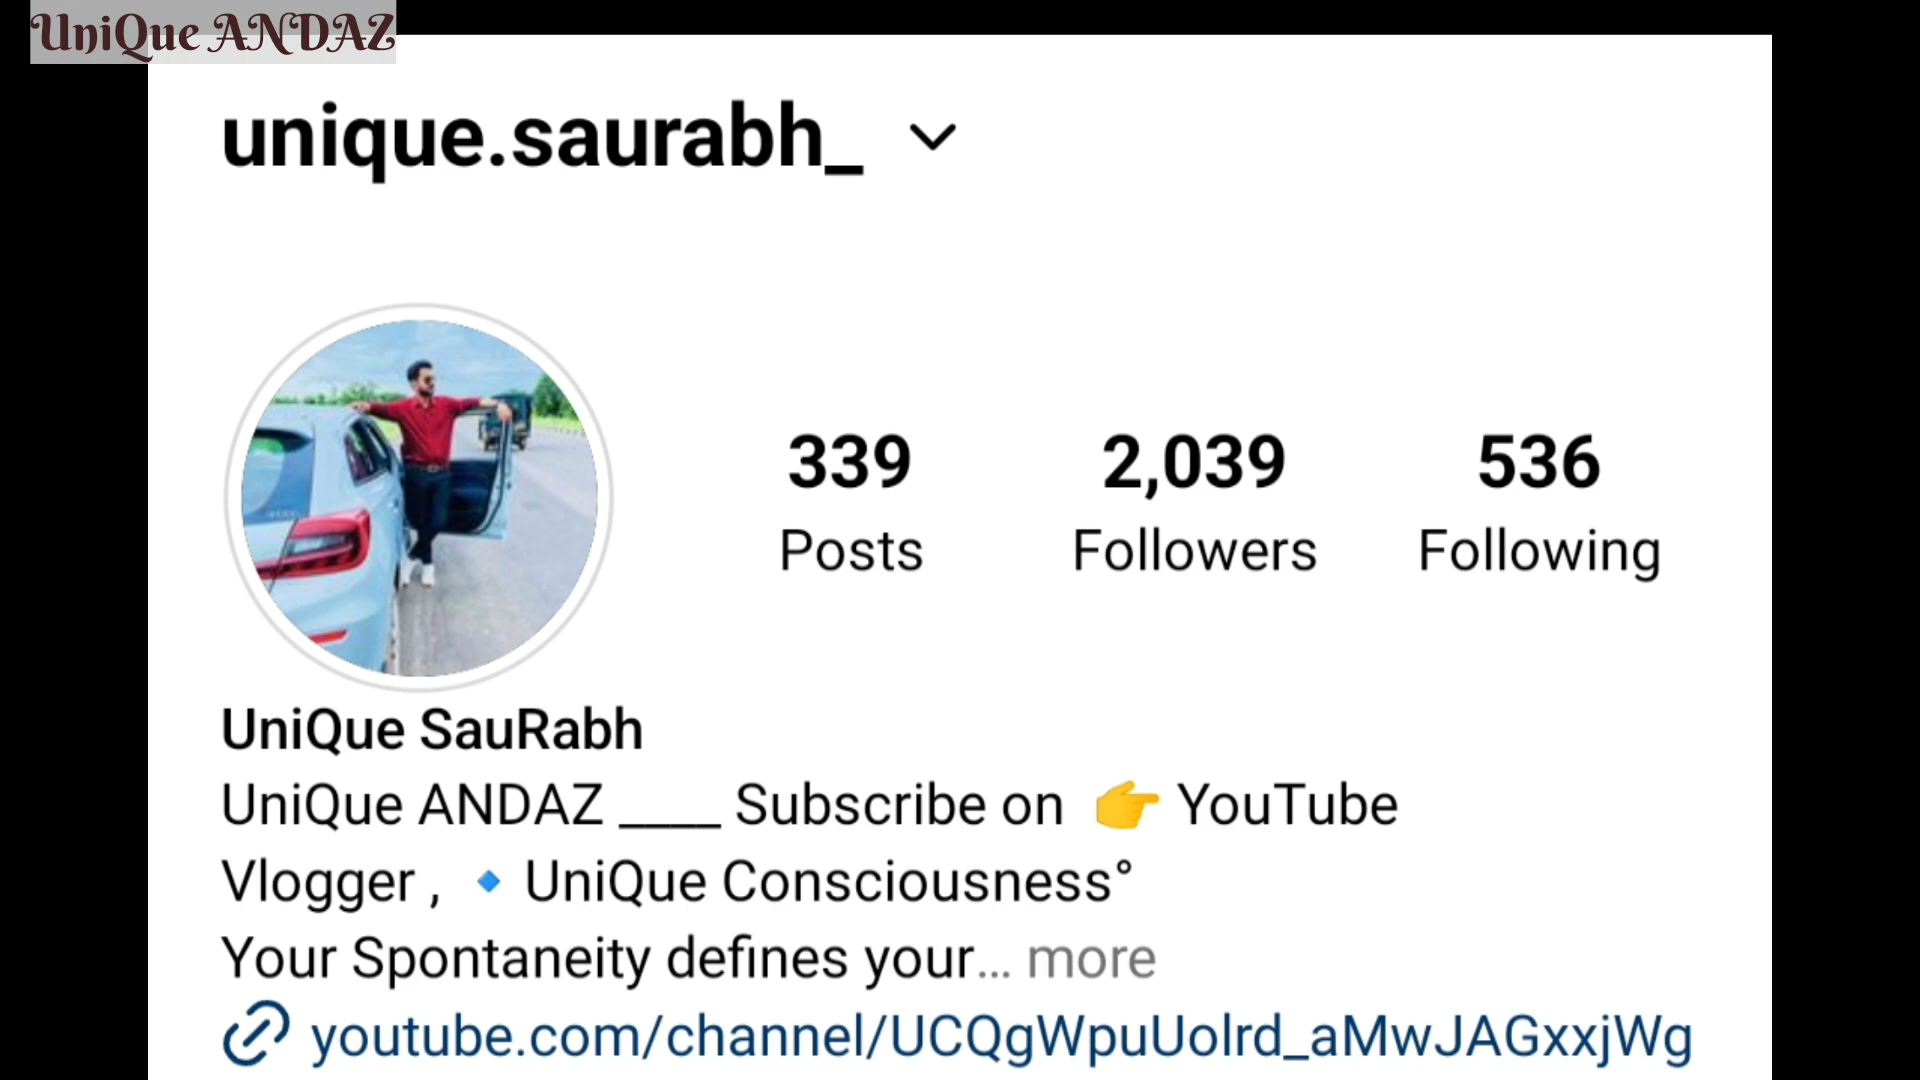 UniQue ANDAZ
unique.saurabh_
339 2,039 536
Posts Followers Following
UniQue SauRabh
UniQue ANDAZ ____ Subscribe on 👉 YouTube
Vlogger , 🔹 UniQue Consciousness°
Your Spontaneity defines your... more
youtube.com/channel/UCQgWpuUolrd_aMwJAGxxjWg